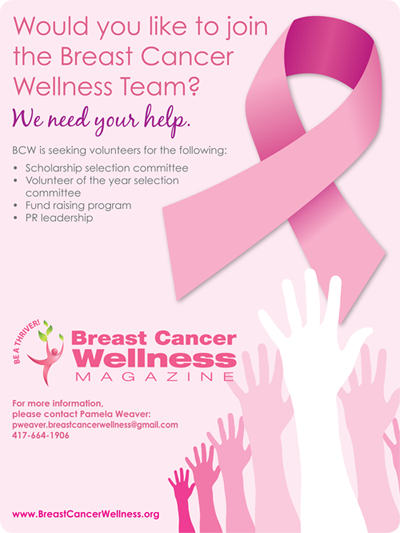 Would you like to join
the Breast Cancer
Wellness Team?
We need your help.
BCW is seeking volunteers for the following:
• Scholarship selection committee
• Volunteer of the year selection
committee
• Fund raising program
• PR leadership
BE A THRIVER!
Breast Cancer
Wellness
MAGAZINE
For more information,
please contact Pamela Weaver:
pweaver.breastcancerwellness@gmail.com
417-664-1906
www.BreastCancerWellness.org